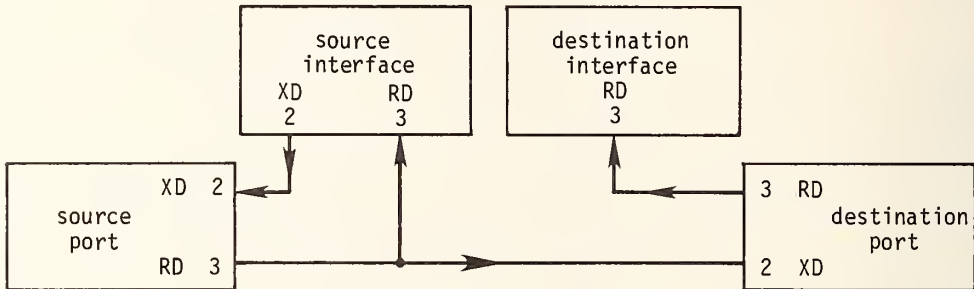 source
interface
XD RD
2 3
destination
interface
RD
3
XD 2
source
port
RD 3
3 RD
destination
port
2 XD